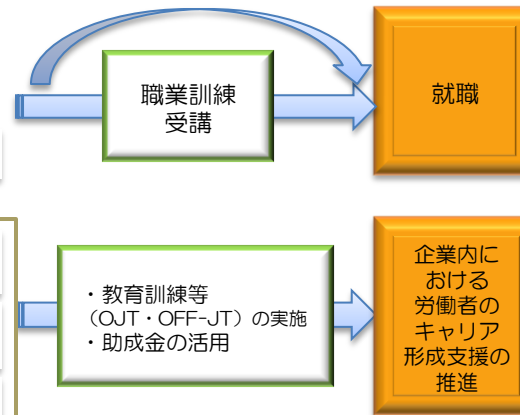 職業訓練
受講
就職
・教育訓練等
（OJT・OFF-JT）の実施
・助成金の活用
企業内に
おける
労働者の
キャリア
形成支援の
推進